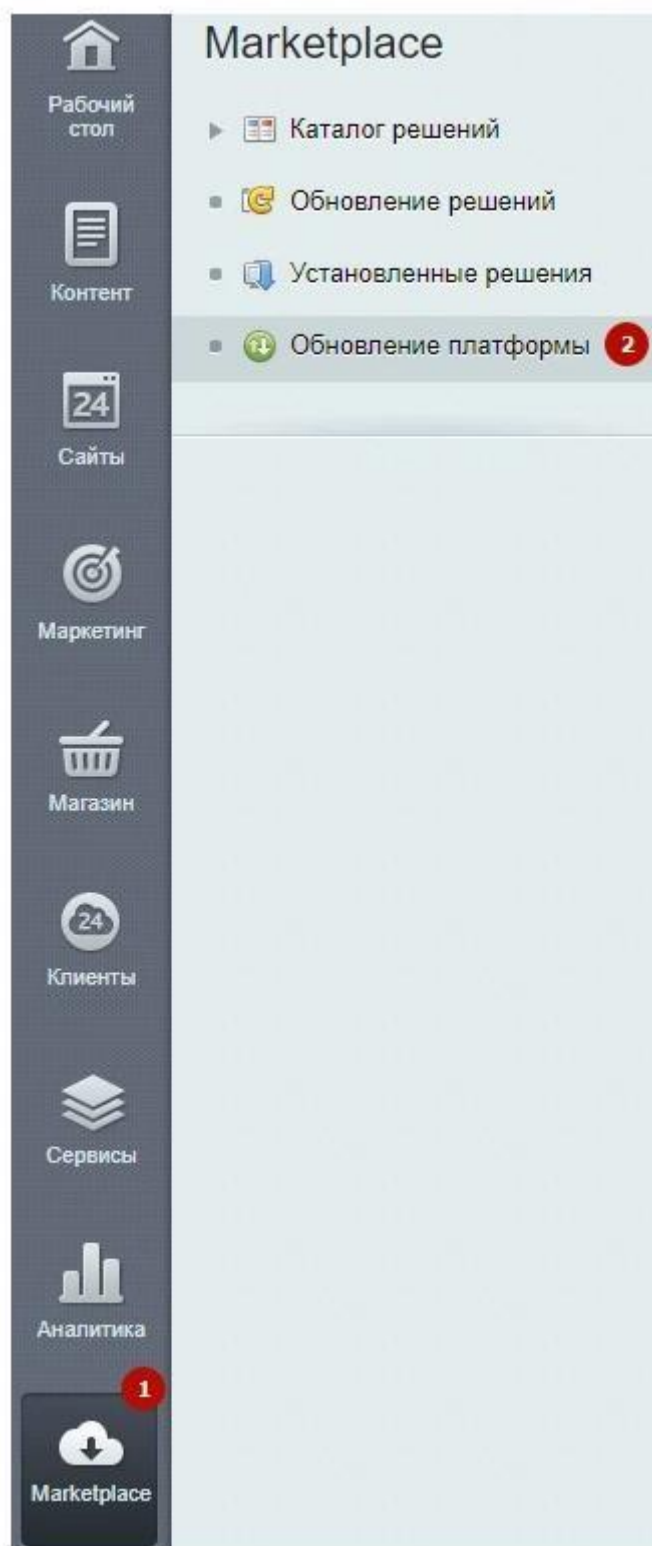 Marketplace
Рабочий
стол
Каталог решений
Обновление решений
Контент
Установленные решения
Обновление платформы 2
24
Сайты
Маркетинг
Магазин
24
Клиенты
Сервисы
Аналитика
1
Marketplace